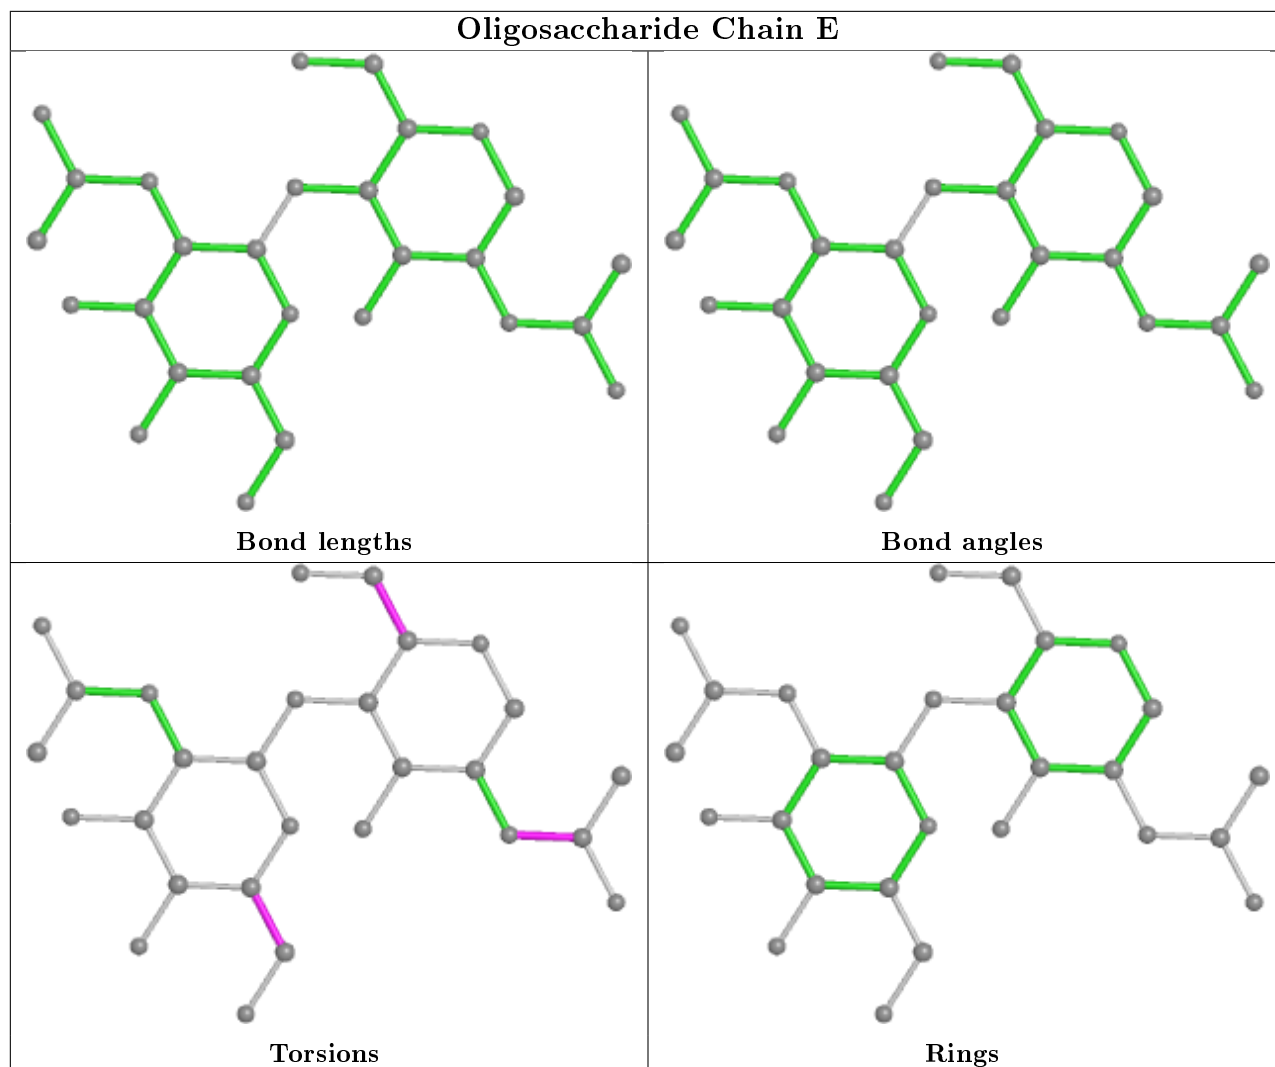 Oligosaccharide Chain E
Bond lengths
Bond angles
Torsions
Rings